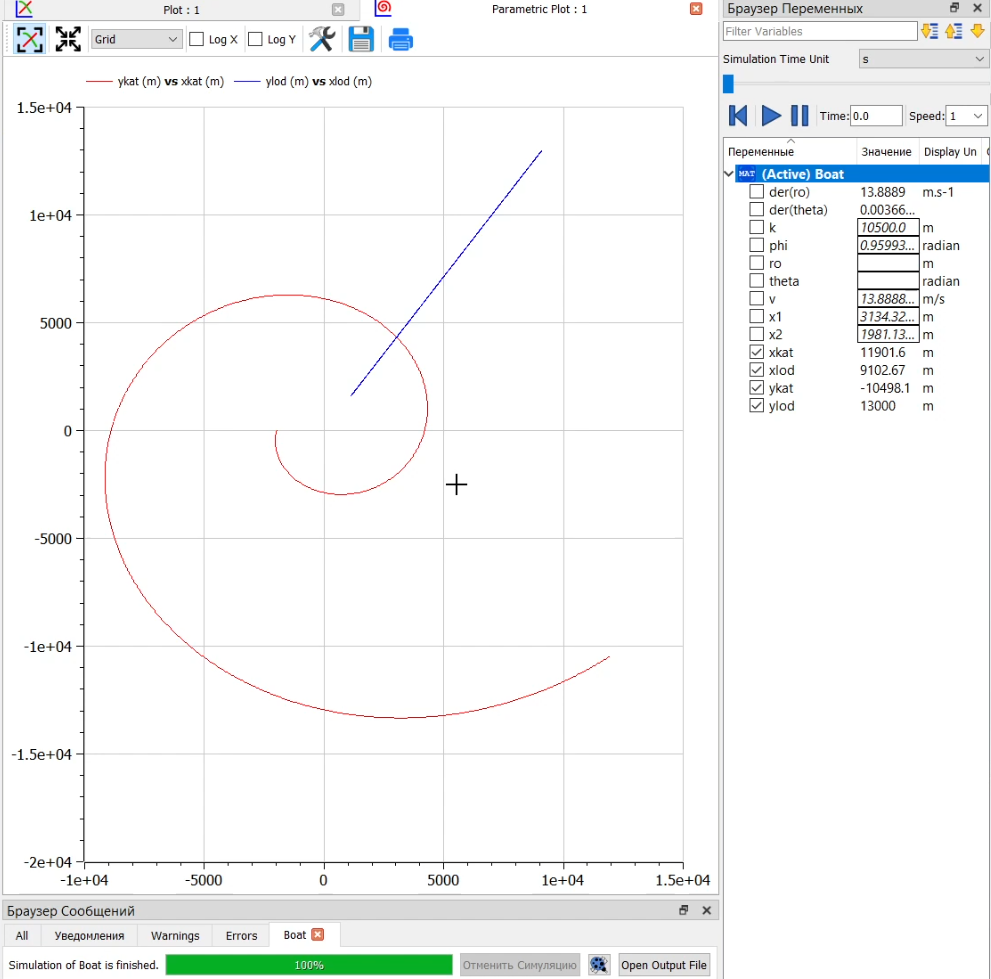 Plot : 1
Parametric Plot : 1
Браузер Переменных
Grid
Log X
Log Y
Filter Variables
Simulation Time Unit
s
Time:
0.0
Speed:
1
ykat (m) vs xkat (m)
ylod (m) vs xlod (m)
Переменные
Значение
Display Un
MAT (Active) Boat
der(ro) 13.8889 m.s-1
der(theta) 0.00366...
k 10500.0 m
phi 0.95993... radian
ro m
theta radian
v 13.8888... m/s
x1 3134.32... m
x2 1981.13... m
xkat 11901.6 m
xlod 9102.67 m
ykat -10498.1 m
ylod 13000 m
1.5e+04
1e+04
5000
0
-5000
-1e+04
-1.5e+04
-2e+04
-1e+04
-5000
0
5000
1e+04
1.5e+04
Браузер Сообщений
All
Уведомления
Warnings
Errors
Boat
Simulation of Boat is finished.
100%
Отменить Симуляцию
Open Output File